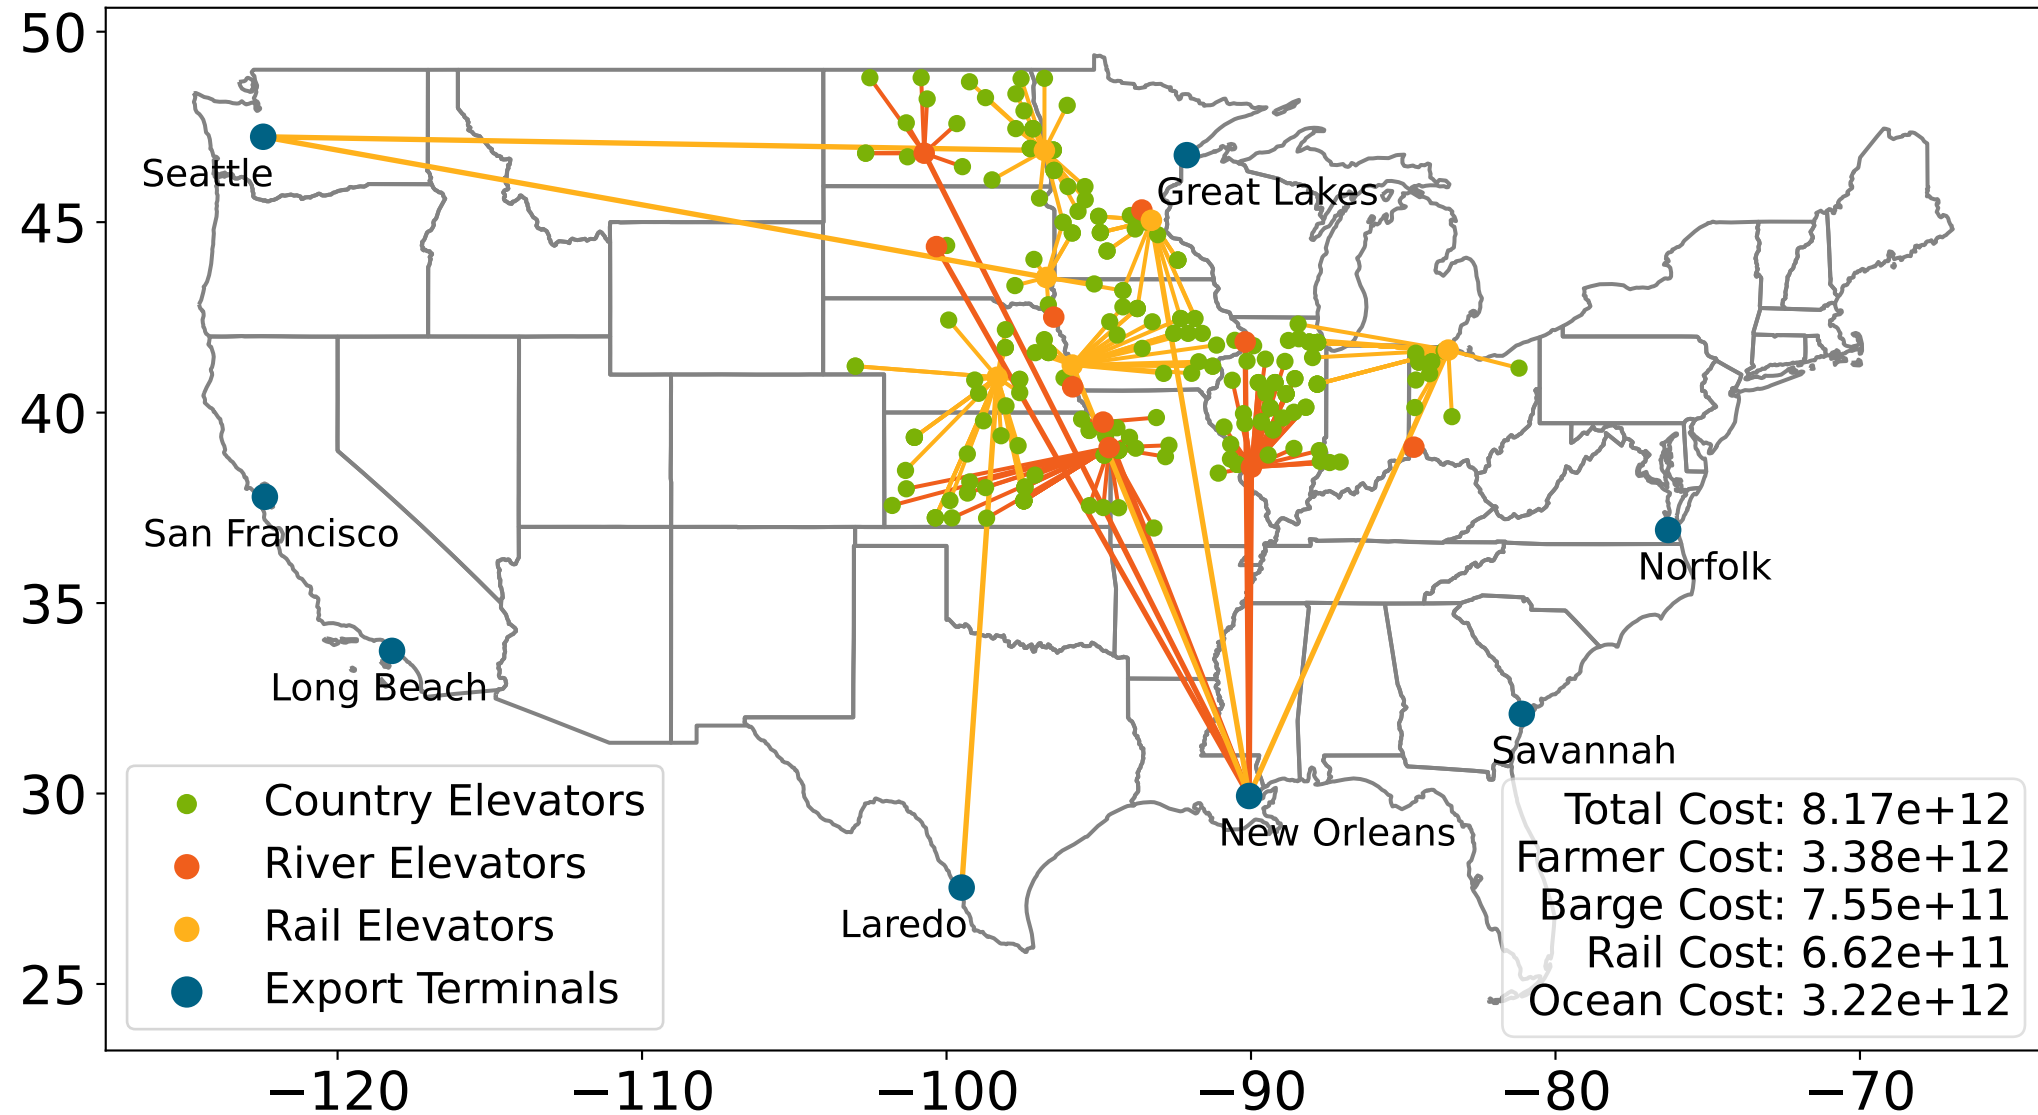 50
45
40
35
30
25
Seattle
Great Lakes
San Francisco
Norfolk
Long Beach
Savannah
New Orleans
Laredo
Country Elevators
River Elevators
Rail Elevators
Export Terminals
Total Cost: 8.17e+12
Farmer Cost: 3.38e+12
Barge Cost: 7.55e+11
Rail Cost: 6.62e+11
Ocean Cost: 3.22e+12
−120 −110 −100 −90 −80 −70